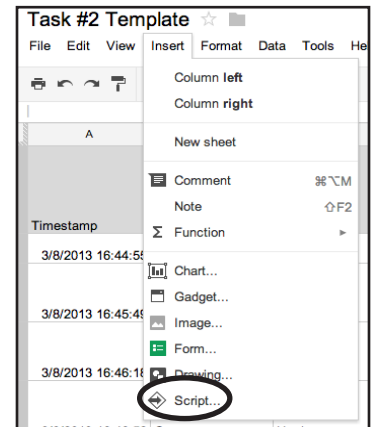 Task #2 Template
File Edit View Insert Format Data Tools He
Column left
Column right
A
New sheet
Comment ⌘⌥M
Note ⇧F2
Timestamp
Σ Function ►
3/8/2013 16:44:55
Chart...
Gadget...
3/8/2013 16:45:49
Image...
Form...
3/8/2013 16:46:18
Drawing...
Script...